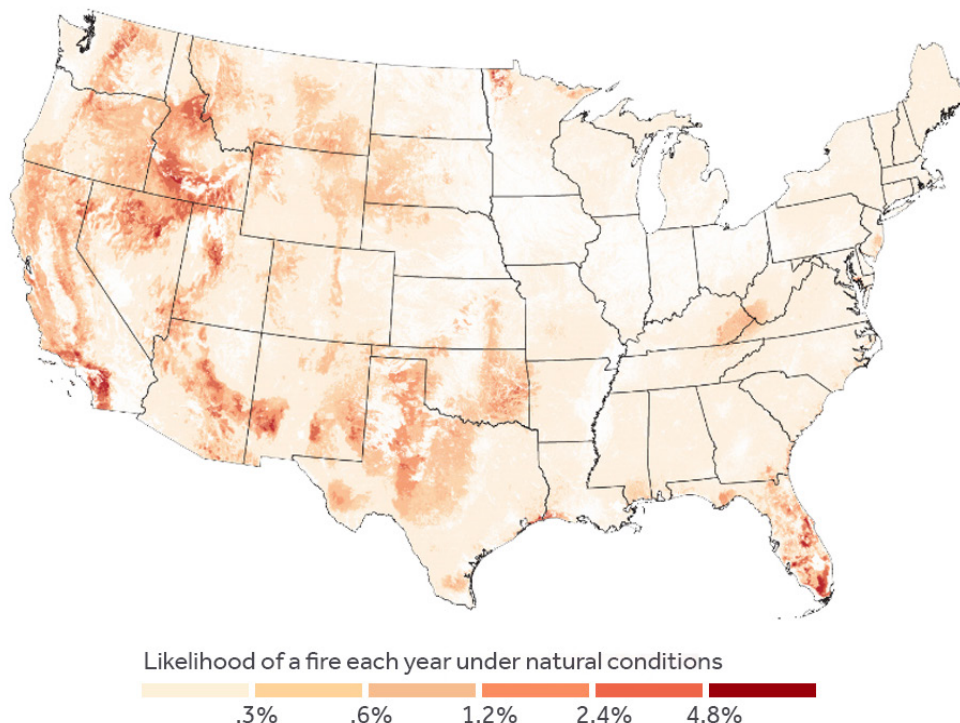 Likelihood of a fire each year under natural conditions
.3% .6% 1.2% 2.4% 4.8%